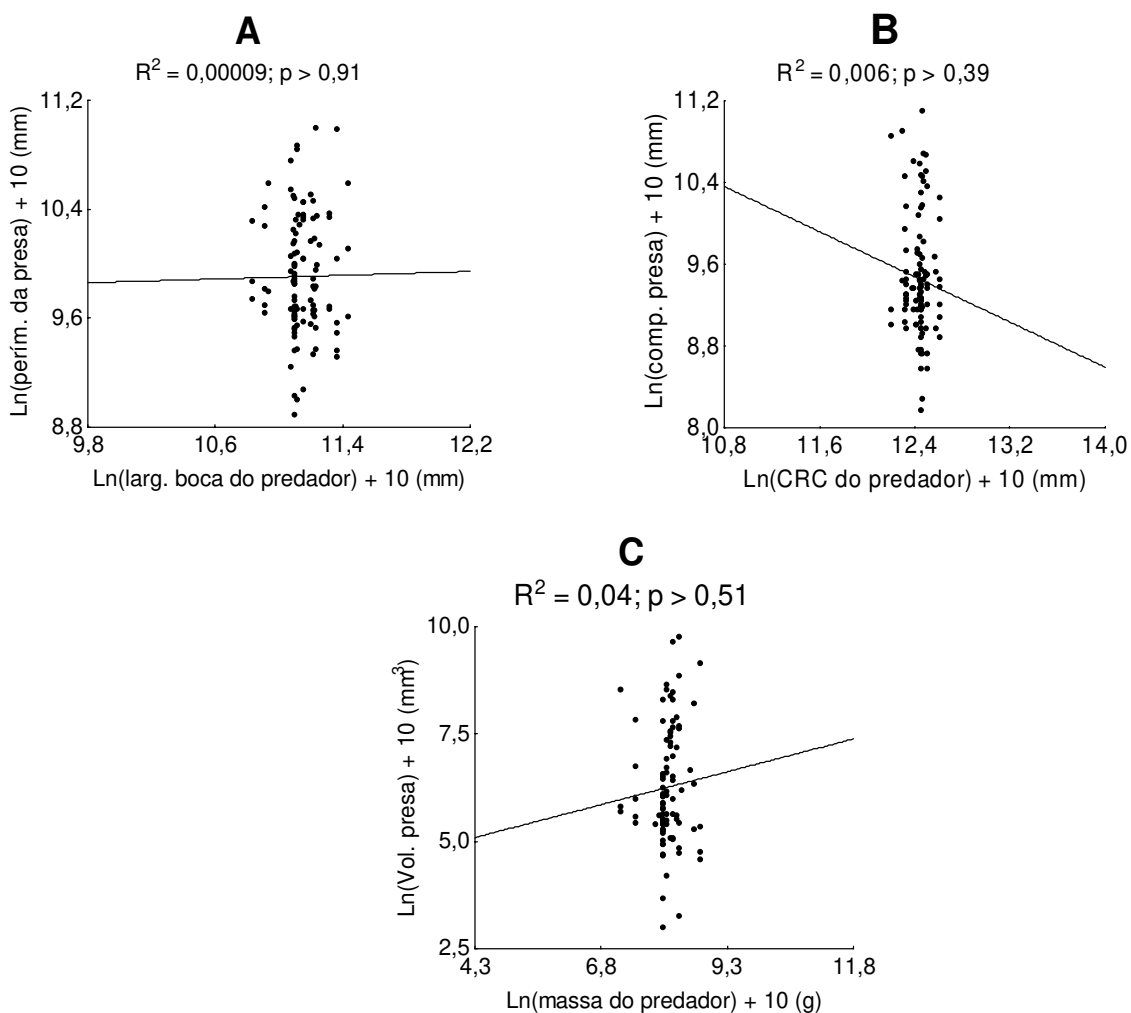 A
R² = 0,00009; p > 0,91
11,2
10,4
9,6
8,8
Ln(perím. da presa) + 10 (mm)
9,8 10,6 11,4 12,2
Ln(larg. boca do predador) + 10 (mm)
B
R² = 0,006; p > 0,39
11,2
10,4
9,6
8,8
8,0
Ln(comp. presa) + 10 (mm)
10,8 11,6 12,4 13,2 14,0
Ln(CRC do predador) + 10 (mm)
C
R² = 0,04; p > 0,51
10,0
7,5
5,0
2,5
Ln(Vol. presa) + 10 (mm³)
4,3 6,8 9,3 11,8
Ln(massa do predador) + 10 (g)